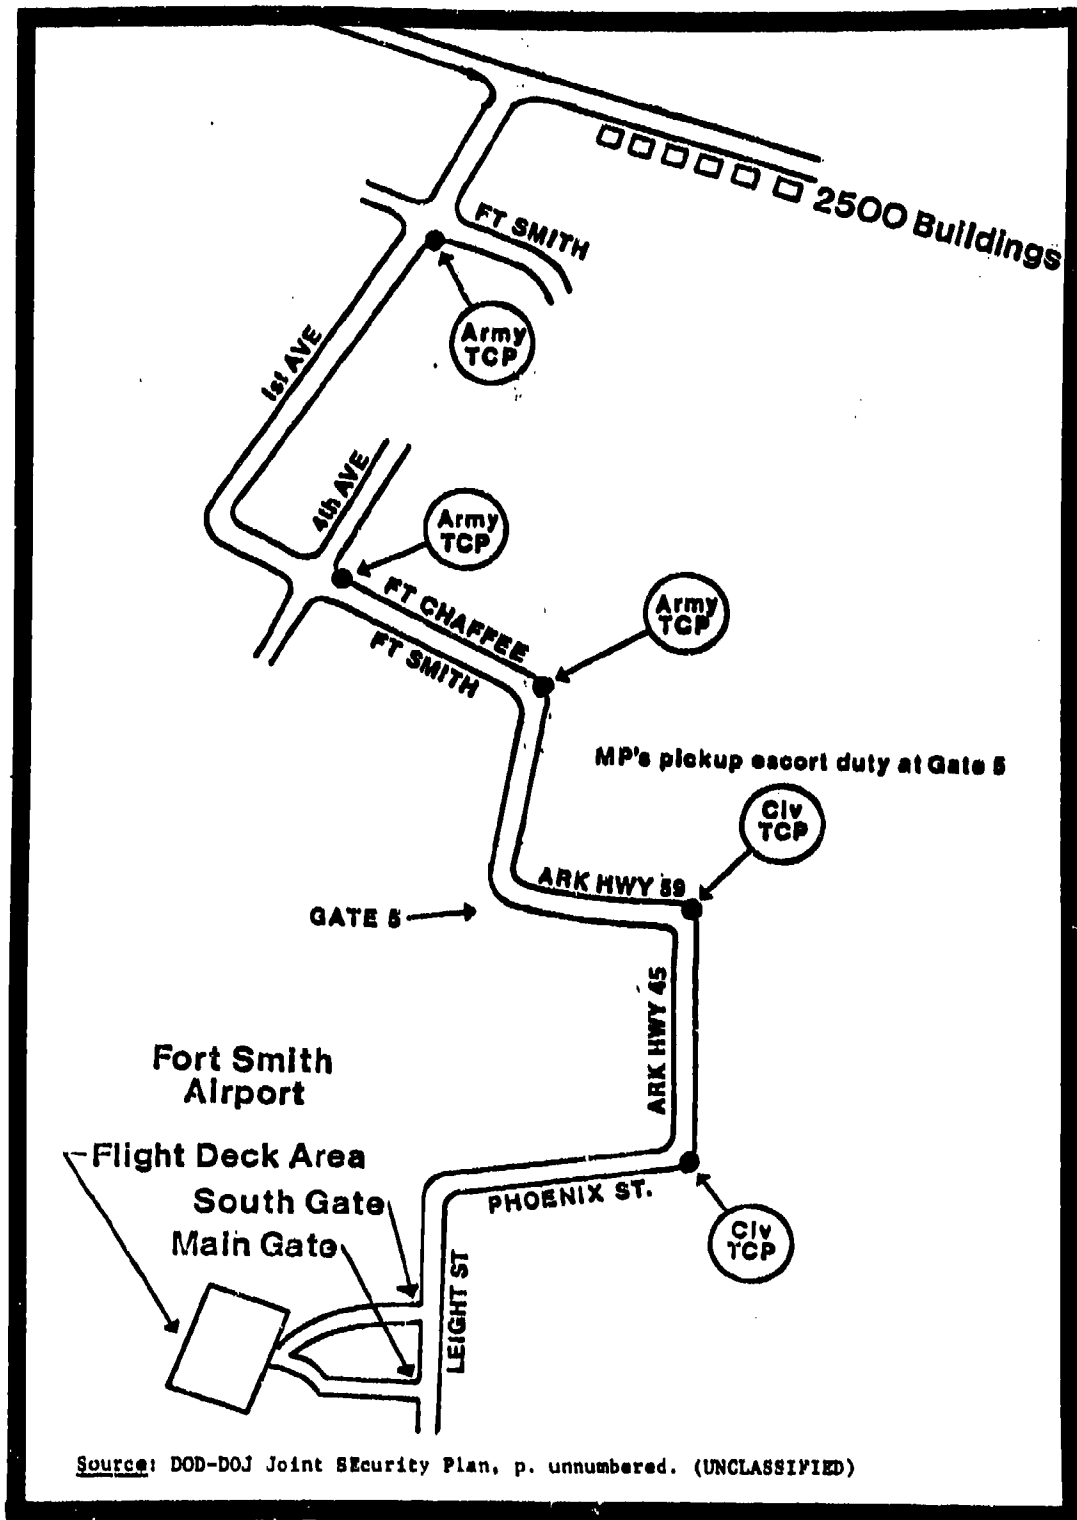 2500 Buildings
FT SMITH
Army
TCP
1st AVE
4th AVE
Army
TCP
FT CHAFFEE
FT SMITH
Army
TCP
MP's pickup escort duty at Gate 5
Civ
TCP
ARK HWY 59
GATE 5
ARK HWY 45
Fort Smith
Airport
Flight Deck Area
South Gate
Main Gate
PHOENIX ST.
Civ
TCP
LEIGHT ST
Source: DOD-DOJ Joint SEcurity Plan, p. unnumbered. (UNCLASSIFIED)